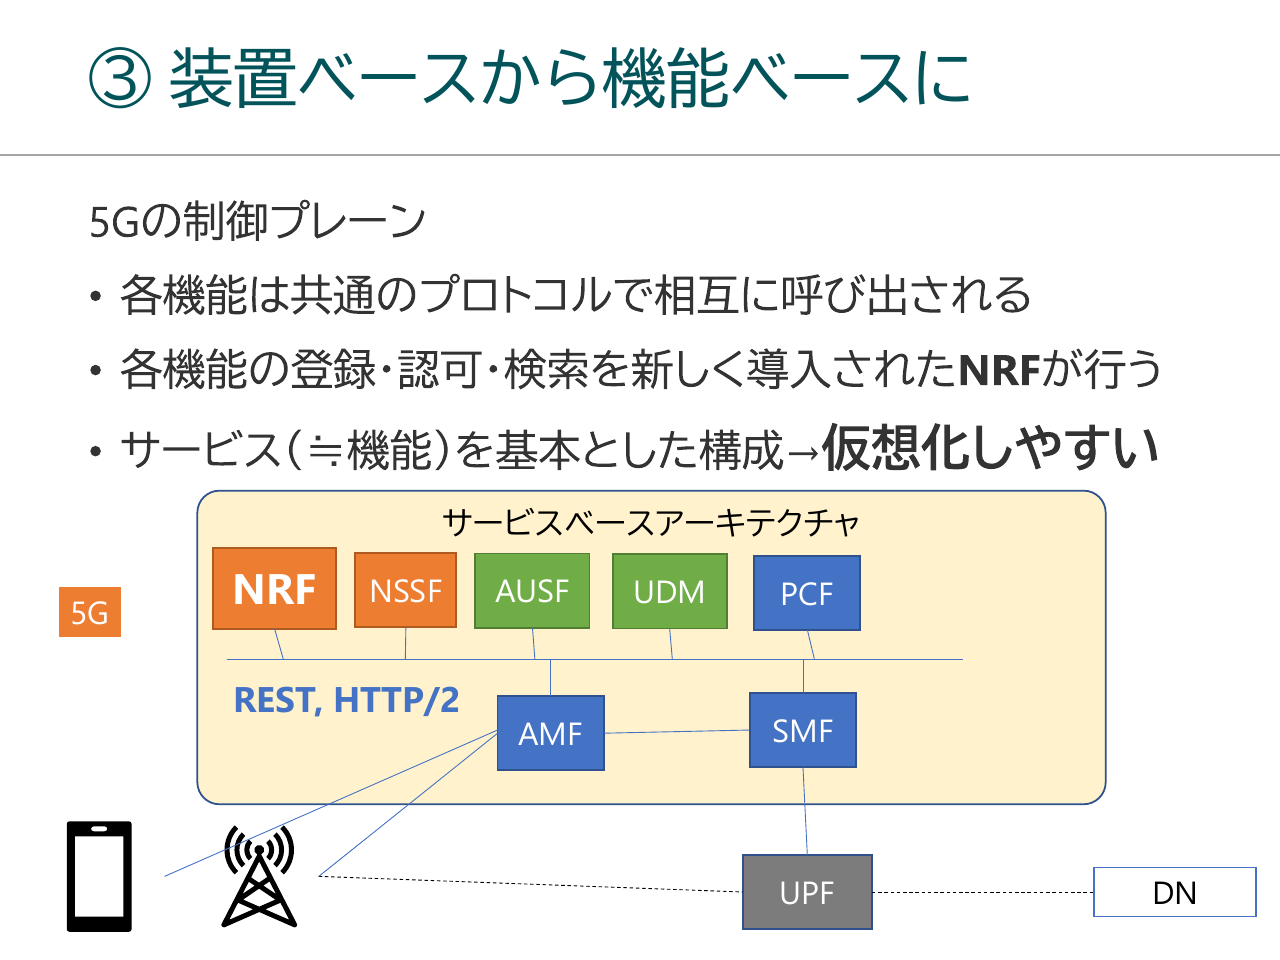 ③ 装置ベースから機能ベースに
5Gの制御プレーン
• 各機能は共通のプロトコルで相互に呼び出される
• 各機能の登録・認可・検索を新しく導入されたNRFが行う
• サービス（≒機能）を基本とした構成→仮想化しやすい
サービスベースアーキテクチャ
NRF
NSSF
AUSF
UDM
PCF
5G
REST, HTTP/2
AMF
SMF
UPF
DN